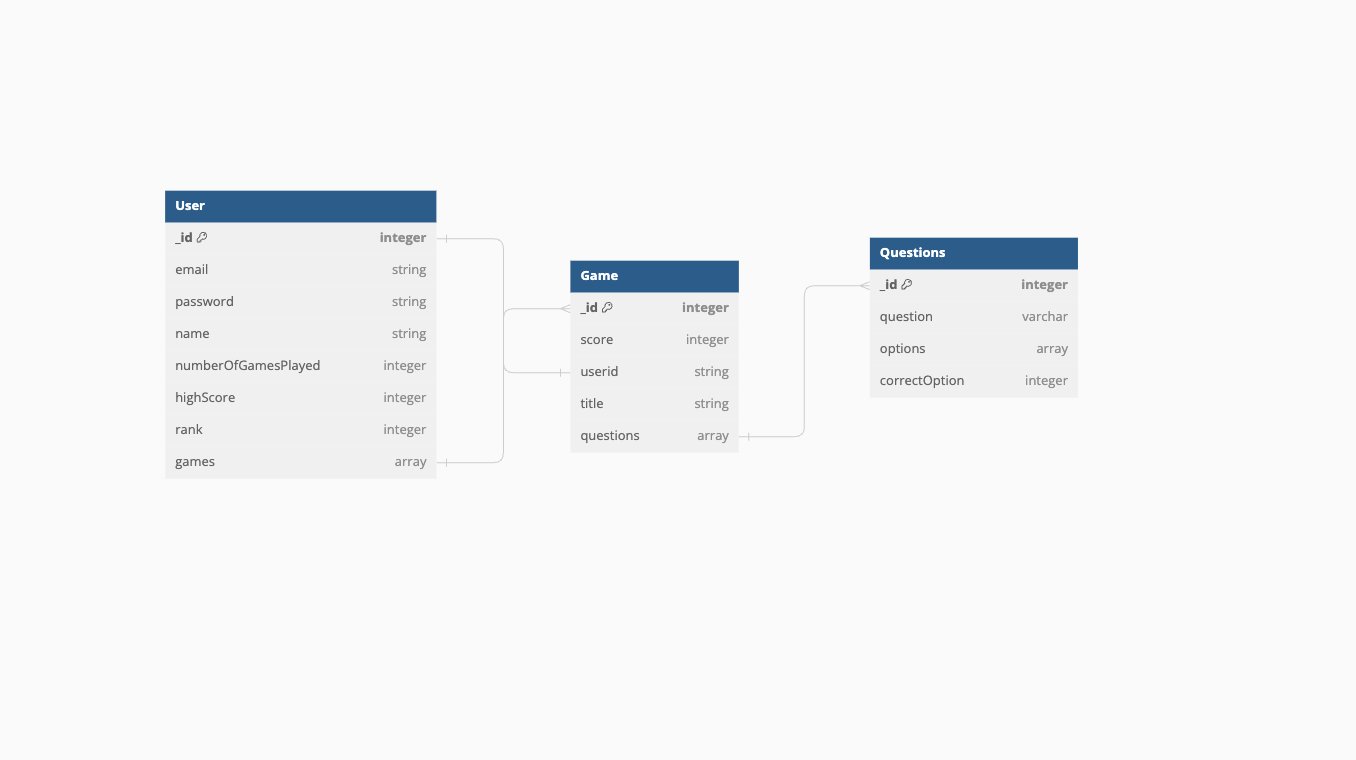 User
_id integer
email string
password string
name string
numberOfGamesPlayed integer
highScore integer
rank integer
games array
Game
_id integer
score integer
userid string
title string
questions array
Questions
_id integer
question varchar
options array
correctOption integer